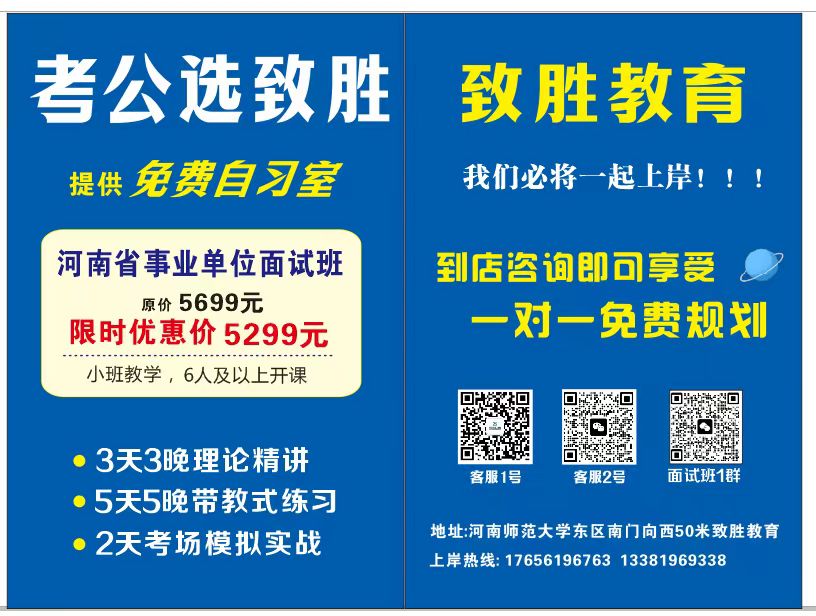 考公选致胜
提供 免费自习室
河南省事业单位面试班
原价 5699元
限时优惠价 5299元
小班教学，6人及以上开课
3天3晚理论精讲
5天5晚带教式练习
2天考场模拟实战
致胜教育
我们必将一起上岸！！！
到店咨询即可享受
一对一免费规划
客服1号
客服2号
面试班1群
地址:河南师范大学东区南门向西50米致胜教育
上岸热线: 17656196763 13381969338